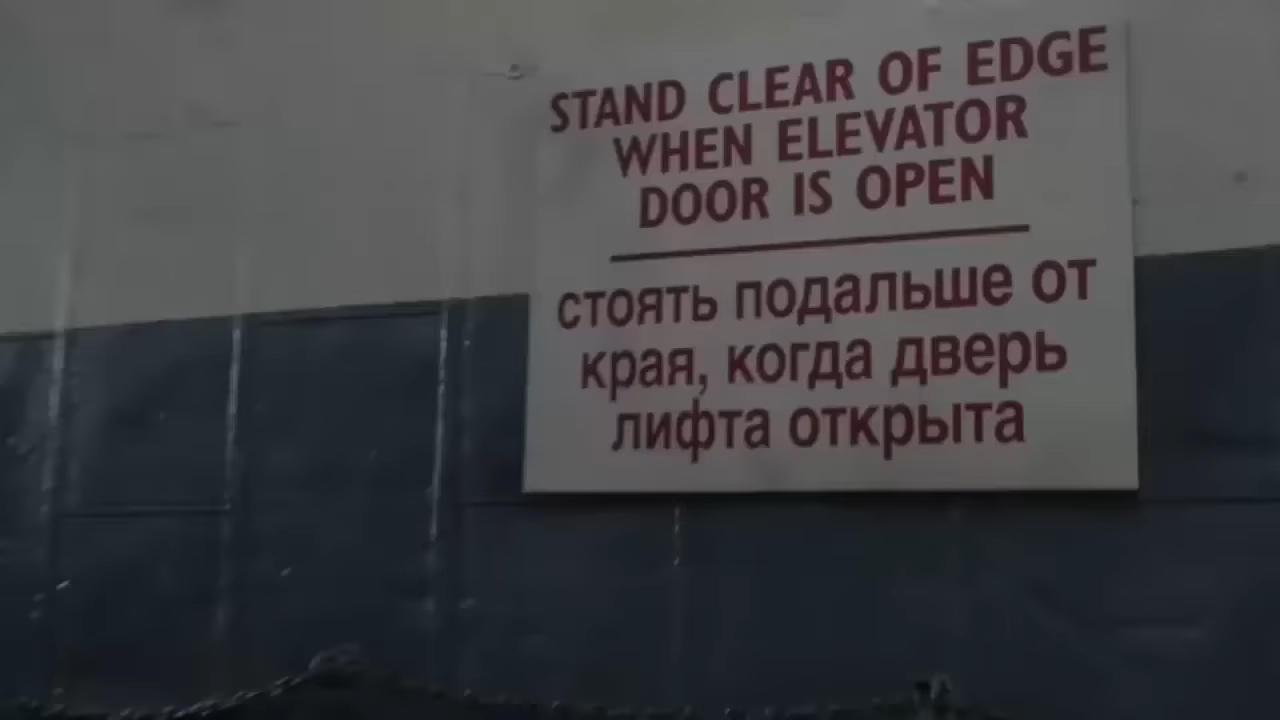 STAND CLEAR OF EDGE
WHEN ELEVATOR
DOOR IS OPEN
стоять подальше от
края, когда дверь
лифта открыта